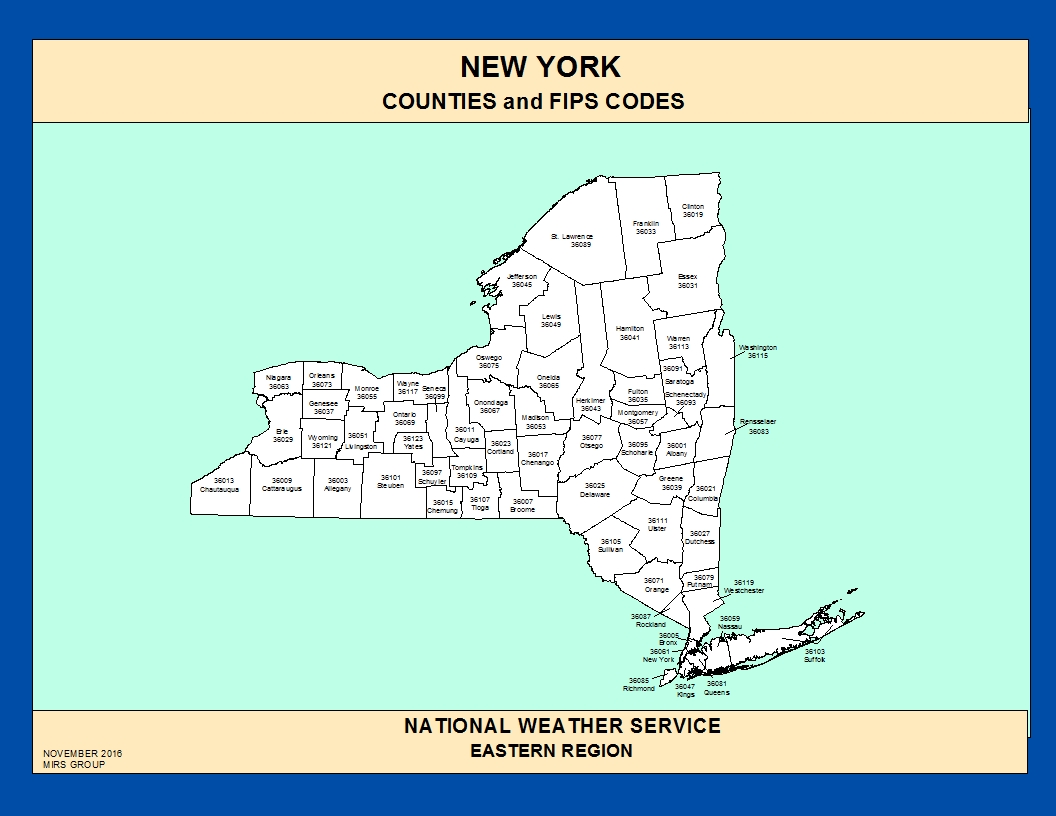 NEW YORK
COUNTIES and FIPS CODES
Clinton
36019
Franklin
36033
St. Lawrence
36089
Essex
36031
Jefferson
36045
Lewis
36049
Hamilton
36041
Warren
36113
Washington
36115
Oswego
36075
Oneida
36065
Herkimer
36043
36091
Saratoga
Fulton
36035
Schenectady
36093
Montgomery
36057
Rensselaer
36083
Niagara
36063
Orleans
36073
Monroe
36055
Wayne
36117
Seneca
36099
Genesee
36037
Ontario
36069
Onondaga
36067
Madison
36053
Erie
36029
Wyoming
36121
36051
Livingston
36123
Yates
36011
Cayuga
36023
Cortland
36017
Chenango
36077
Otsego
36095
Schoharie
36001
Albany
36013
Chautauqua
36009
Cattaraugus
36003
Allegany
36101
Steuben
36097
Schuyler
Tompkins
36109
36015
Chemung
36107
Tioga
36007
Broome
36025
Delaware
Greene
36039
36021
Columbia
36111
Ulster
36027
Dutchess
36105
Sullivan
36071
Orange
36079
Putnam
36119
Westchester
36087
Rockland
36005
Bronx
36061
New York
36059
Nassau
36103
Suffolk
36085
Richmond
36047
Kings
36081
Queens
NATIONAL WEATHER SERVICE
EASTERN REGION
NOVEMBER 2016
MIRS GROUP